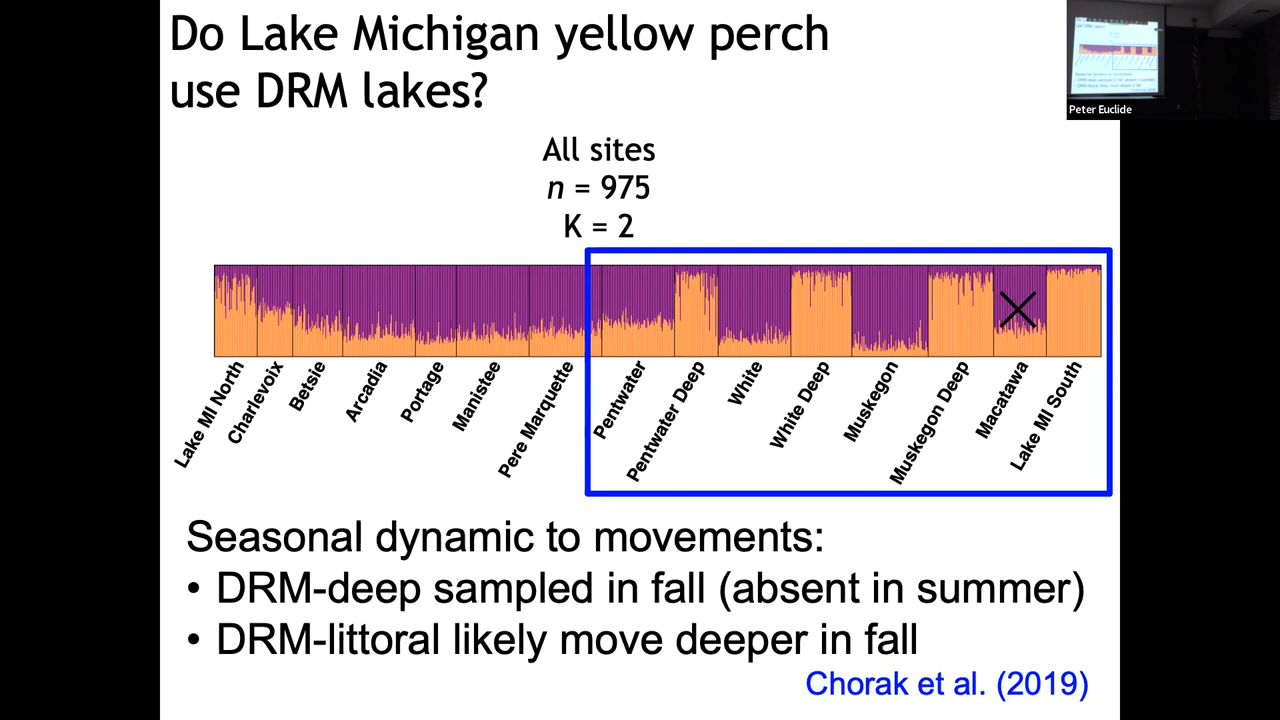 Do Lake Michigan yellow perch
use DRM lakes?
Peter Euclide
All sites
n = 975
K = 2
Lake MI North
Charlevoix
Betsie
Arcadia
Portage
Manistee
Pere Marquette
Pentwater
Pentwater Deep
White
White Deep
Muskegon
Muskegon Deep
Macatawa
Lake MI South
Seasonal dynamic to movements:
• DRM-deep sampled in fall (absent in summer)
• DRM-littoral likely move deeper in fall
Chorak et al. (2019)